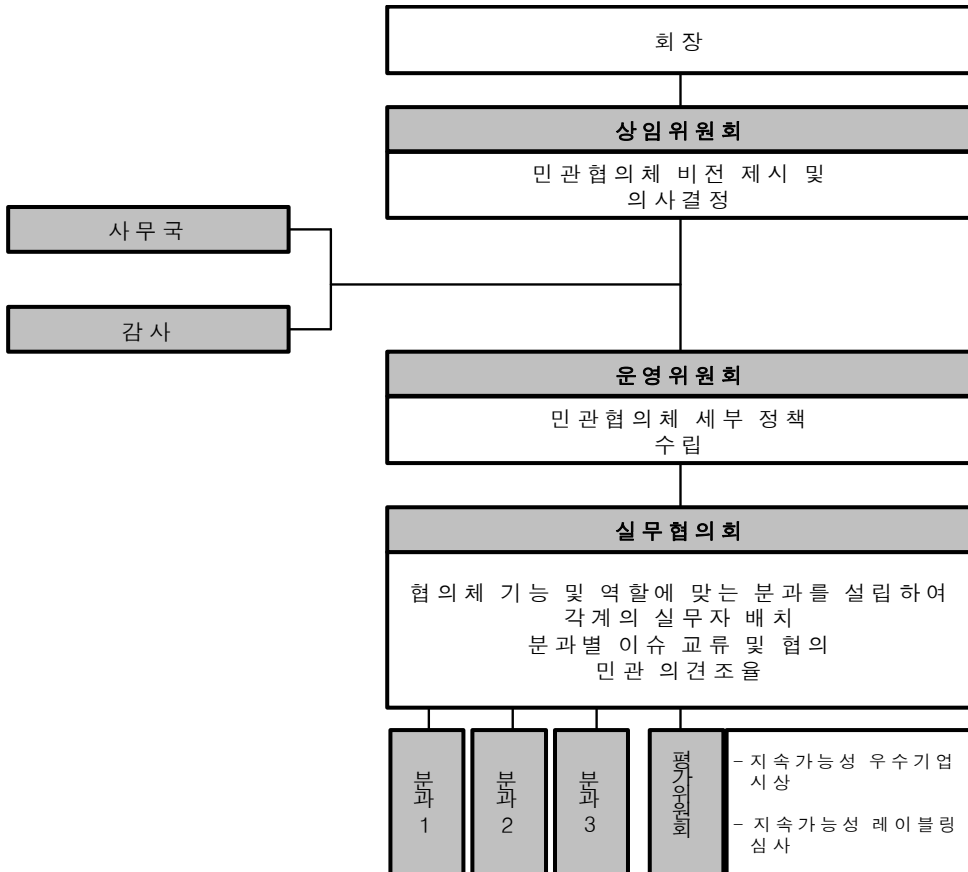 회장
상임위원회
민관협의체 비전 제시 및
의사결정
사무국
감사
운영위원회
민관협의체 세부 정책
수립
실무협의회
협의체 기능 및 역할에 맞는 분과를 설립하여
각계의 실무자 배치
분과별 이슈 교류 및 협의
민관 의견조율
분과 1
분과 2
분과 3
평가위원회
- 지속가능성 우수기업
시상
- 지속가능성 레이블링
심사